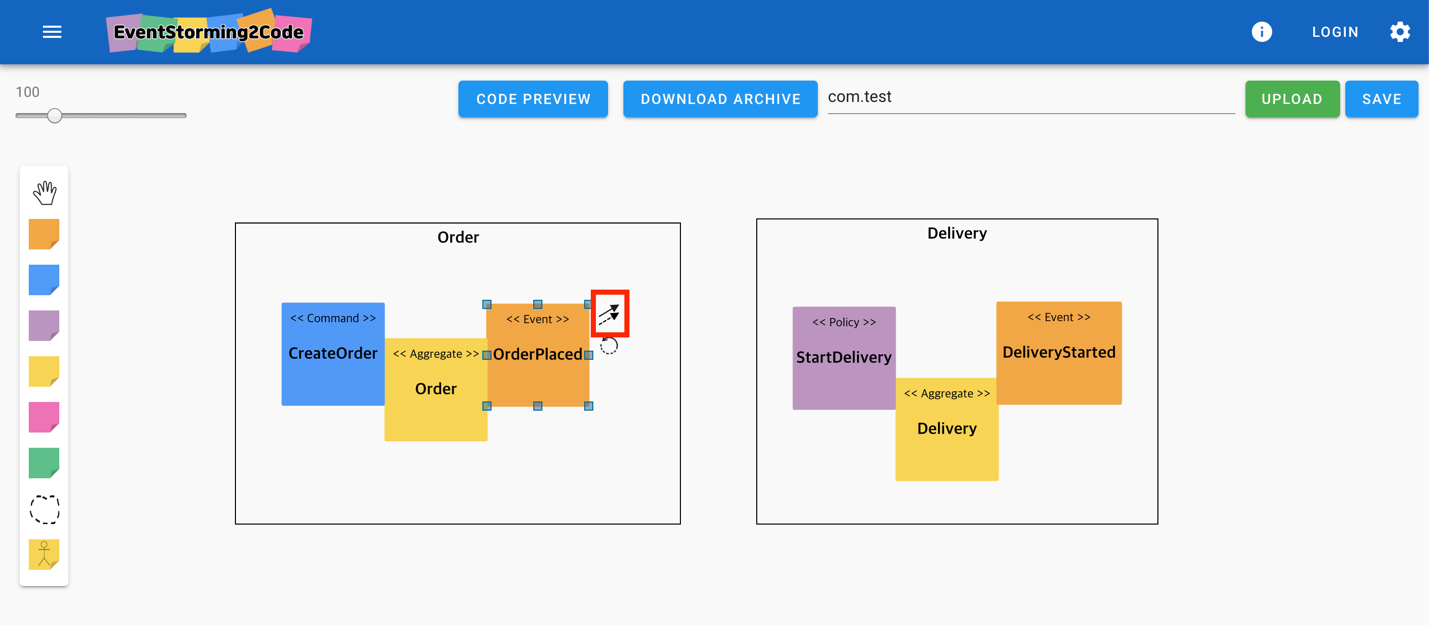 EventStorming2Code
LOGIN
100
CODE PREVIEW
DOWNLOAD ARCHIVE
com.test
UPLOAD
SAVE
Order
<< Command >>
CreateOrder
<< Aggregate >>
Order
<< Event >>
OrderPlaced
Delivery
<< Policy >>
StartDelivery
<< Aggregate >>
Delivery
<< Event >>
DeliveryStarted